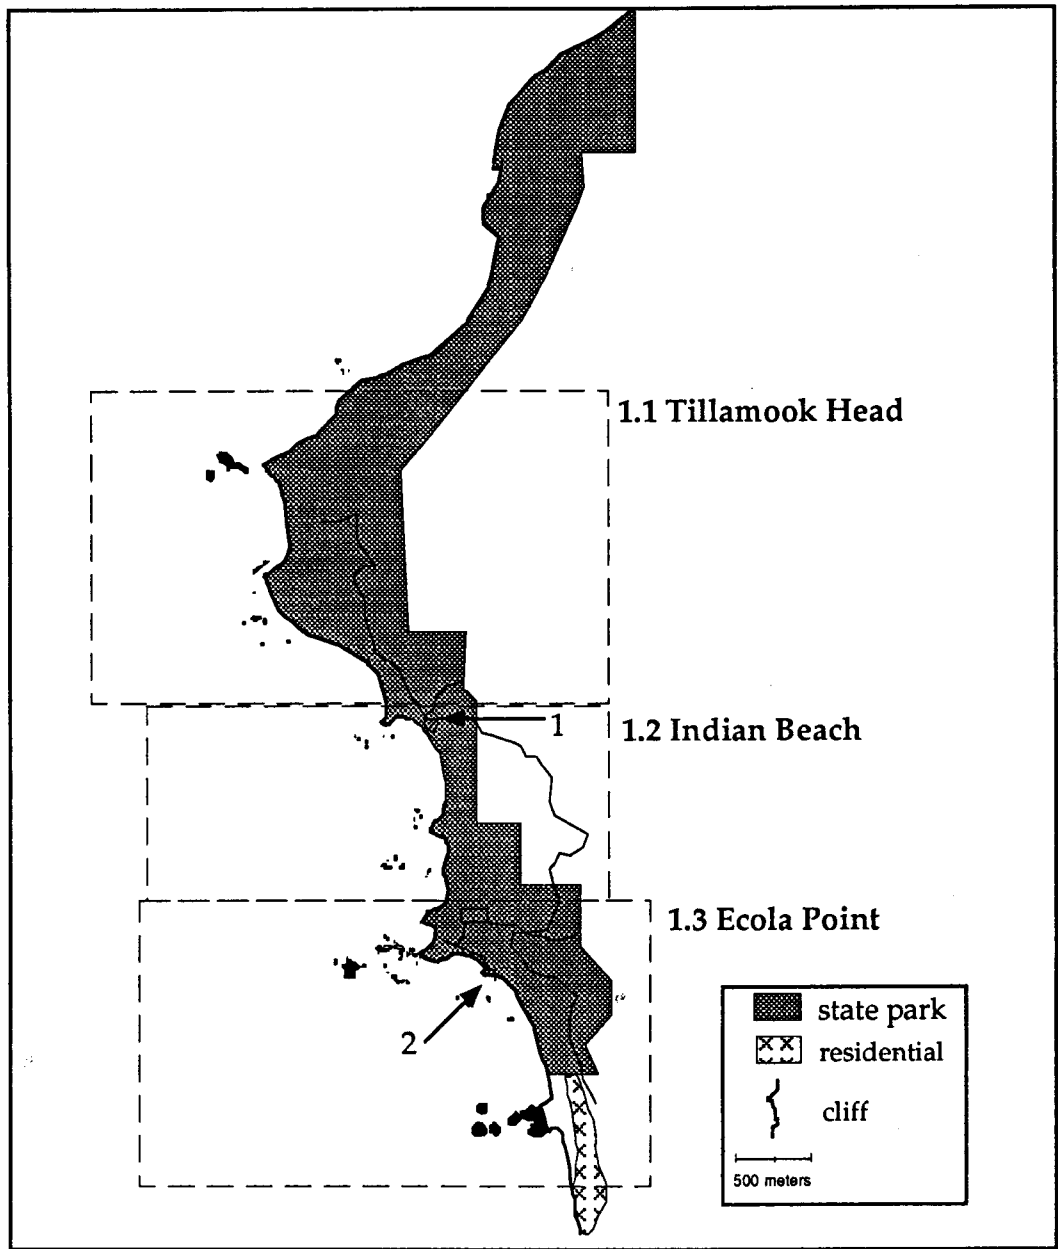 1.1 Tillamook Head
1
1.2 Indian Beach
1.3 Ecola Point
2
state park
residential
cliff
500 meters